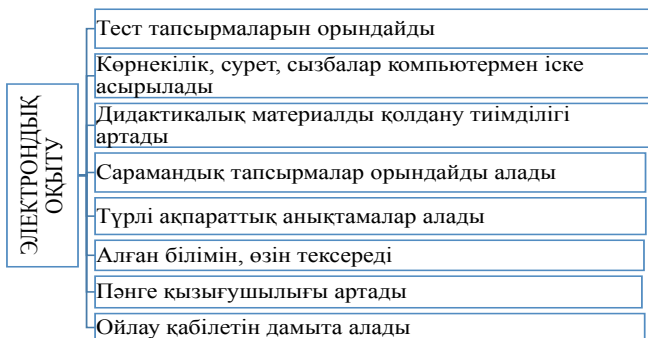 ЭЛЕКТРОНДЫҚ
ОҚЫТУ
Тест тапсырмаларын орындайды
Көрнекілік, сурет, сызбалар компьютермен іске
асырылады
Дидактикалық материалды қолдану тиімділігі
артады
Сарамандық тапсырмалар орындайды алады
Түрлі ақпараттық анықтамалар алады
Алған білімін, өзін тексереді
Пәнге қызығушылығы артады
Ойлау қабілетін дамыта алады